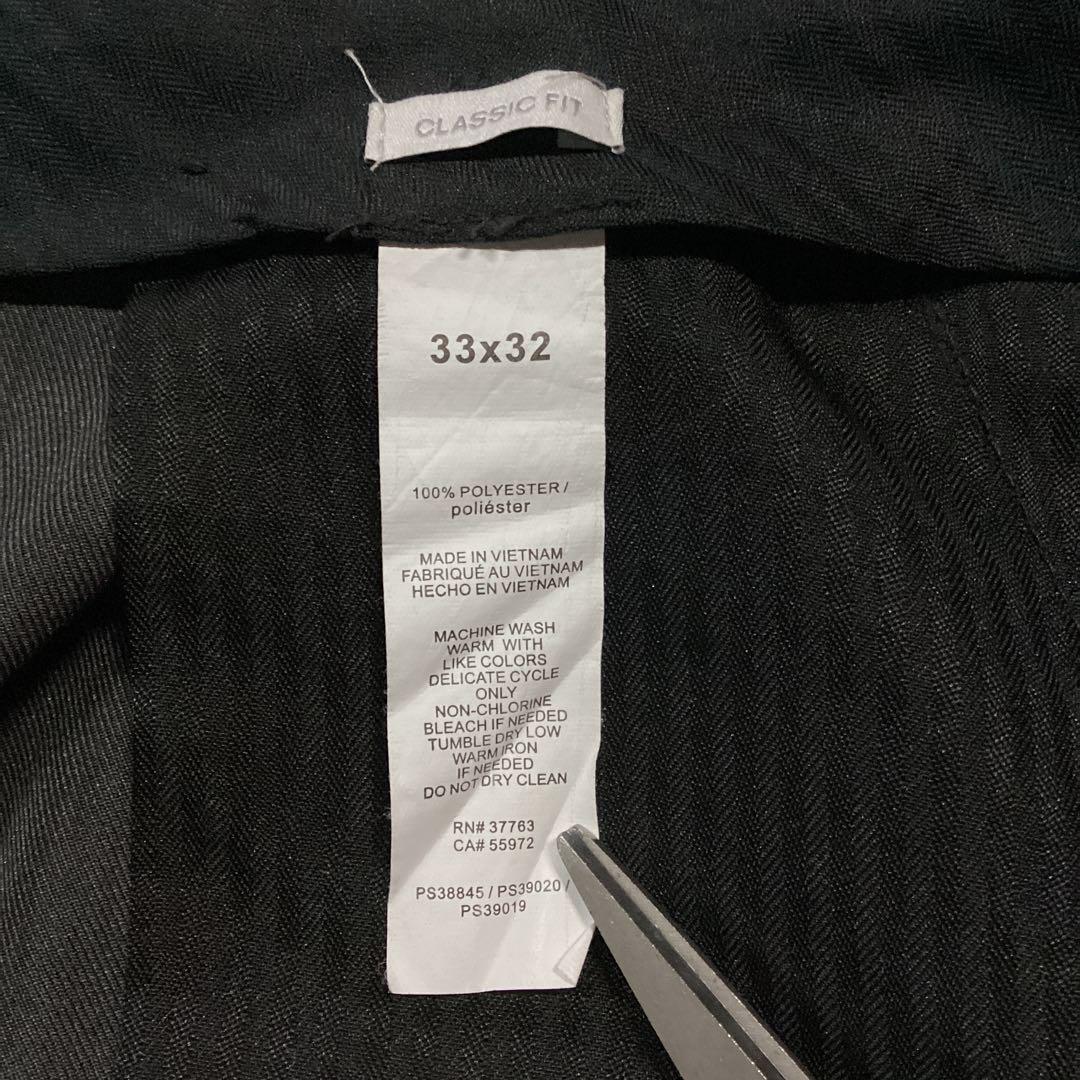 CLASSIC FIT
33x32
100% POLYESTER /
poliéster
MADE IN VIETNAM
FABRIQUÉ AU VIETNAM
HECHO EN VIETNAM
MACHINE WASH
WARM WITH
LIKE COLORS
DELICATE CYCLE
ONLY
NON-CHLORINE
BLEACH IF NEEDED
TUMBLE DRY LOW
WARM IRON
IF NEEDED
DO NOT DRY CLEAN
RN# 37763
CA# 55972
PS38845 / PS39020 /
PS39019